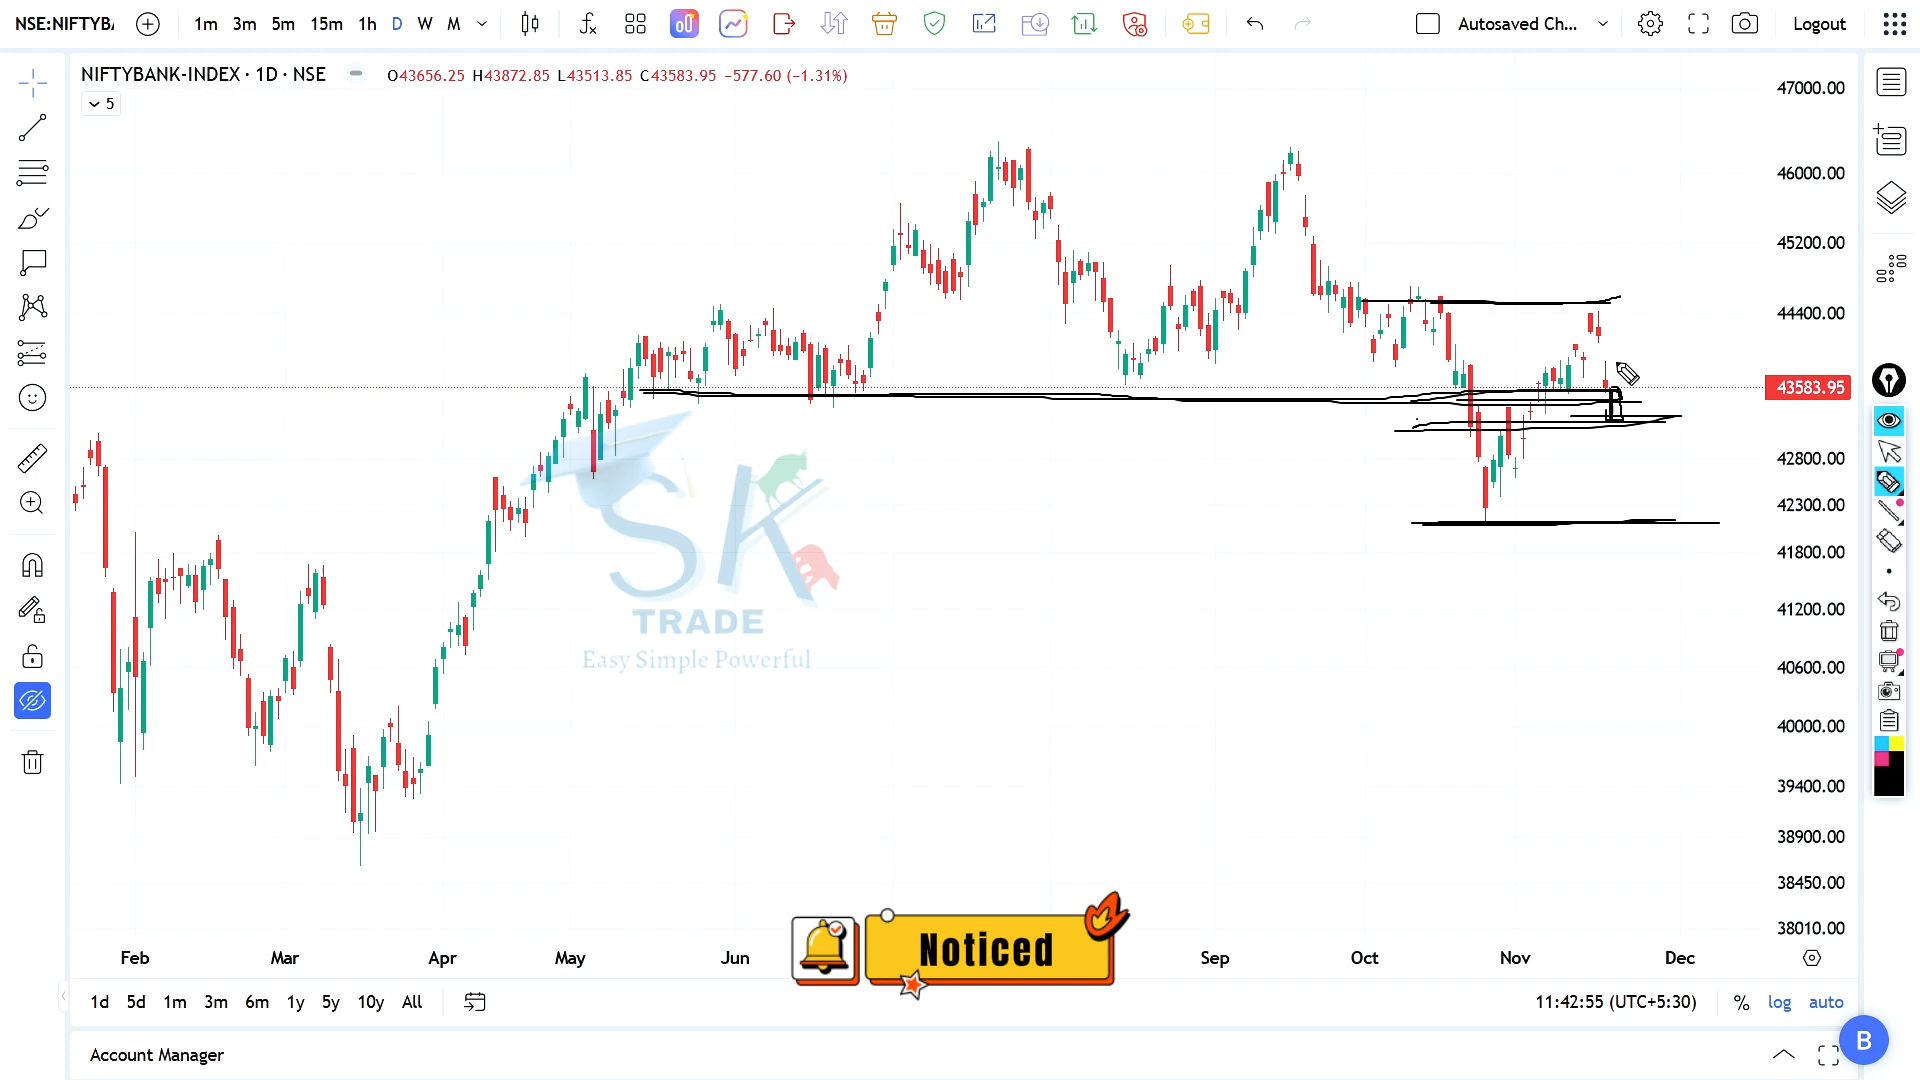 NSE:NIFTYB
1m 3m 5m 15m 1h D W M
Autosaved Ch...
Logout
NIFTYBANK-INDEX · 1D · NSE
O43656.25 H43872.85 L43513.85 C43583.95 −577.60 (−1.31%)
5
47000.00
46000.00
45200.00
44400.00
43583.95
42800.00
42300.00
41800.00
41200.00
40600.00
40000.00
39400.00
38900.00
38450.00
38010.00
SK
TRADE
Easy Simple Powerful
Noticed
Feb Mar Apr May Jun Sep Oct Nov Dec
1d 5d 1m 3m 6m 1y 5y 10y All
11:42:55 (UTC+5:30) % log auto
Account Manager
B